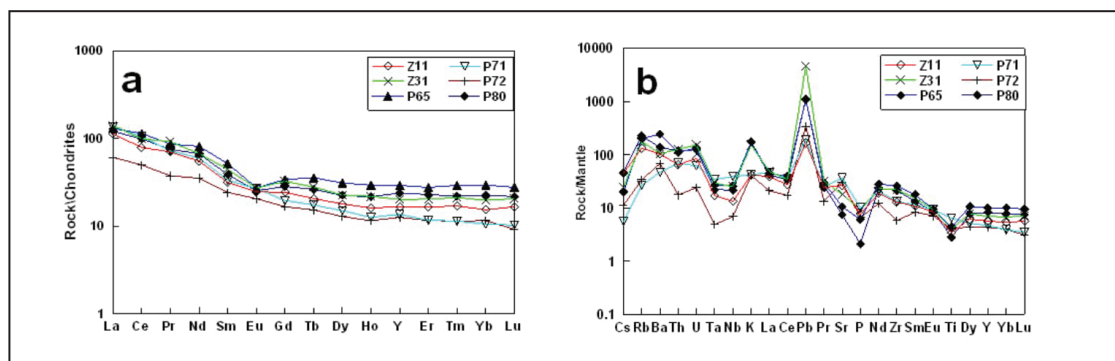 a
Rock\Chondrites
1000
100
10
1
Z11 P71
Z31 P72
P65 P80
La Ce Pr Nd Sm Eu Gd Tb Dy Ho Y Er Tm Yb Lu
b
Rock/Mantle
10000
1000
100
10
1
0.1
Z11 P71
Z31 P72
P65 P80
Cs Rb Ba Th U Ta Nb K La Ce Pb Pr Sr P Nd Zr Sm Eu Ti Dy Y Yb Lu